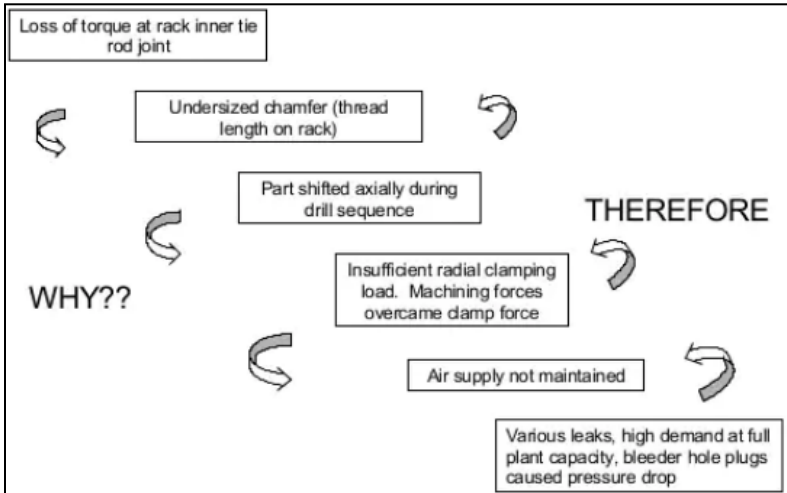 Loss of torque at rack inner tie
rod joint
Undersized chamfer (thread
length on rack)
Part shifted axially during
drill sequence
THEREFORE
Insufficient radial clamping
load.  Machining forces
overcame clamp force
WHY??
Air supply not maintained
Various leaks, high demand at full
plant capacity, bleeder hole plugs
caused pressure drop